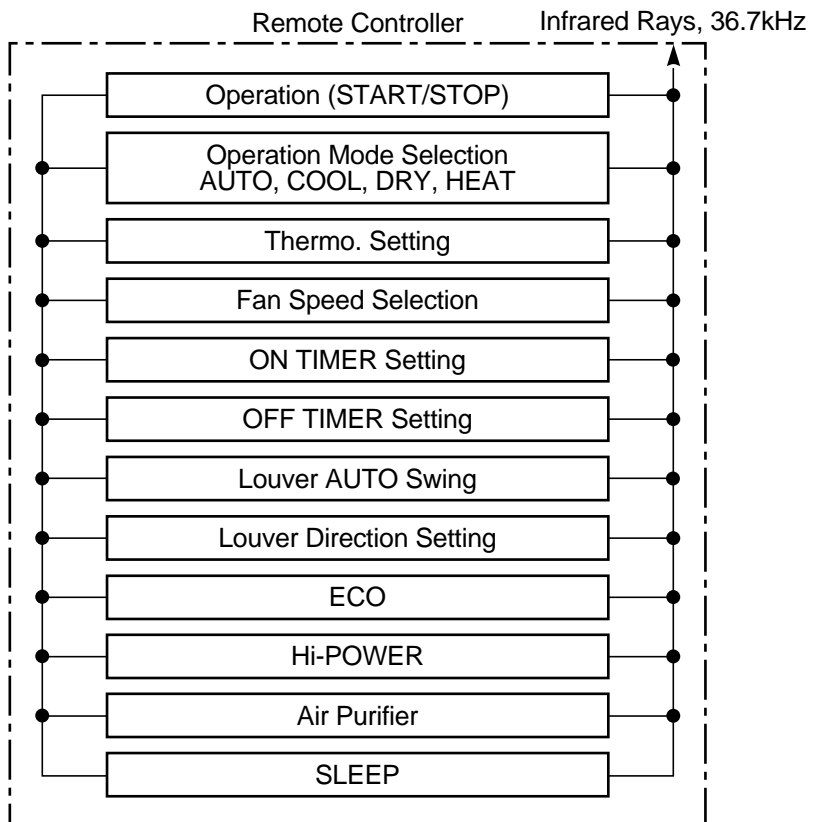 Remote Controller
Infrared Rays, 36.7kHz
Operation (START/STOP)
Operation Mode Selection
AUTO, COOL, DRY, HEAT
Thermo. Setting
Fan Speed Selection
ON TIMER Setting
OFF TIMER Setting
Louver AUTO Swing
Louver Direction Setting
ECO
Hi-POWER
Air Purifier
SLEEP